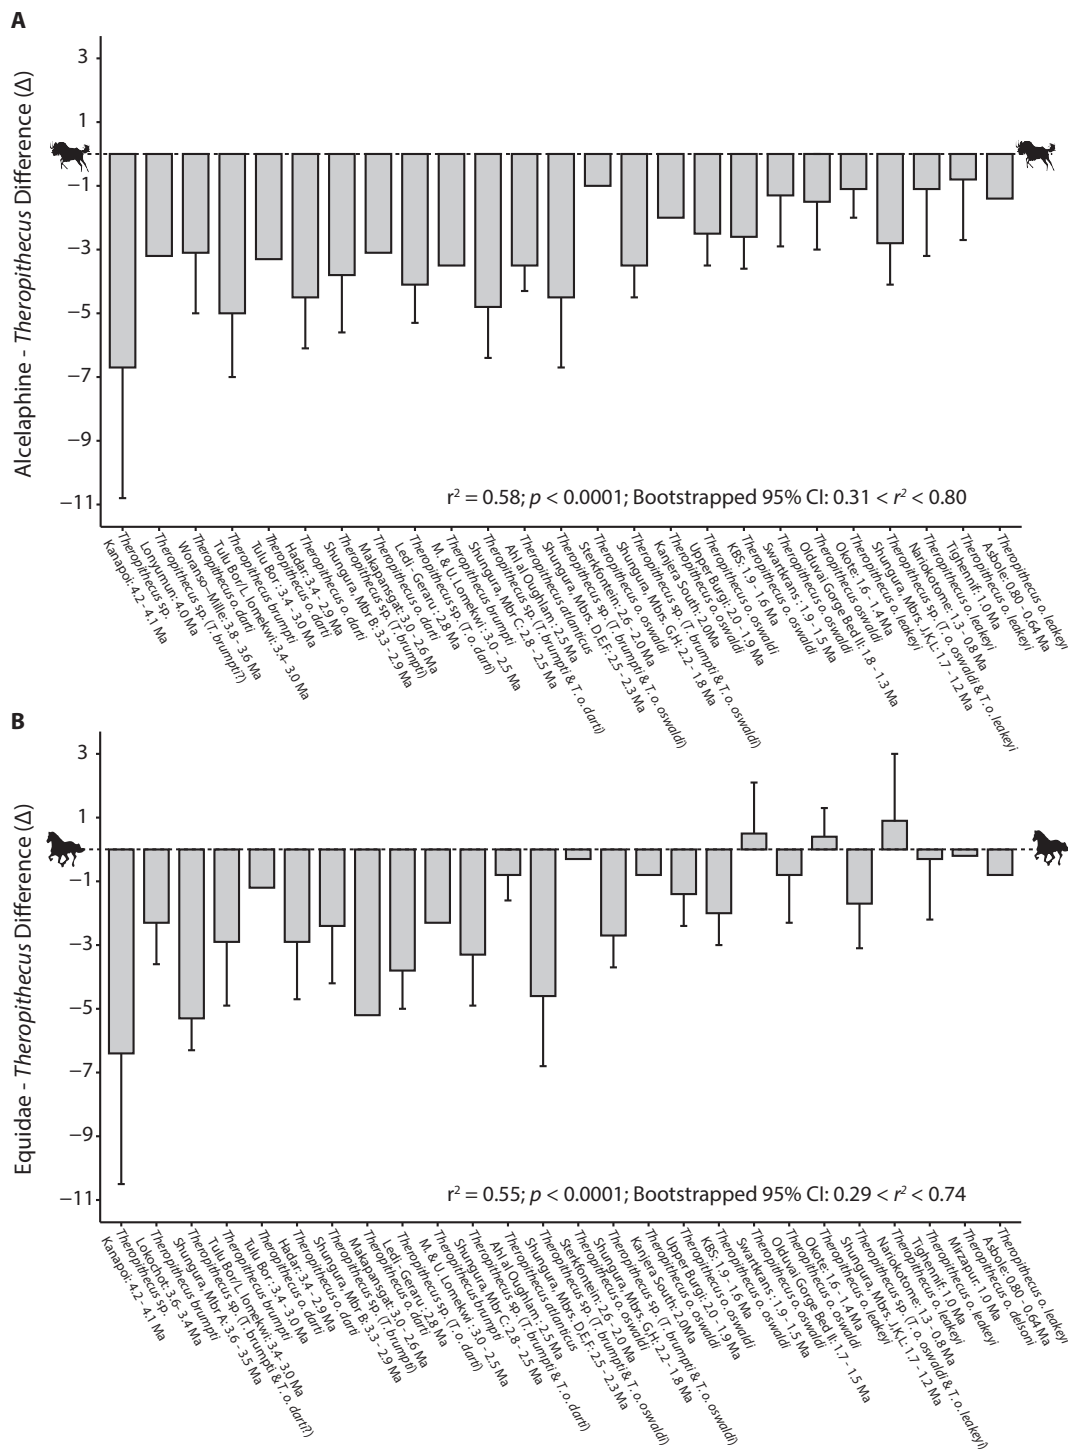 A
Alcelaphine - Theropithecus Difference (Δ)
3
1
−1
−3
−5
−7
−9
−11
r² = 0.58; p < 0.0001; Bootstrapped 95% CI: 0.31 < r² < 0.80
Theropithecus sp.
Kanapoi: 4.2 - 4.1 Ma
Theropithecus sp. (T. brumpti?)
Lonyumun: 4.0 Ma
Theropithecus o. darti
Woranso–Mille: 3.8 - 3.6 Ma
Theropithecus brumpti
Tulu Bor/L. Lomekwi: 3.4- 3.0 Ma
Theropithecus o. darti
Tulu Bor: 3.4 - 3.0 Ma
Theropithecus o. darti
Hadar: 3.4 - 2.9 Ma
Theropithecus sp. (T. brumpti)
Shungura, Mbr B: 3.3 - 2.9 Ma
Theropithecus o. darti
Makapansgat: 3.0 - 2.6 Ma
Theropithecus sp. (T. o. darti)
Ledi - Geraru : 2.8 Ma
Theropithecus brumpti
M. & U. Lomekwi : 3.0 - 2.5 Ma
Theropithecus sp. (T. brumpti & T. o. darti)
Shungura, Mbr C: 2.8 - 2.5 Ma
Theropithecus atlanticus
Ahl al Oughlam: 2.5 Ma
Theropithecus sp. (T. brumpti & T. o. oswaldi)
Shungura, Mbrs. D,E,F: 2.5 - 2.3 Ma
Theropithecus o. oswaldi
Sterkfontein: 2.6 - 2.0 Ma
Theropithecus sp. (T. brumpti & T. o. oswaldi)
Shungura, Mbrs. G,H: 2.2 - 1.8 Ma
Theropithecus o. oswaldi
Kanjera South: 2.0Ma
Theropithecus o. oswaldi
Upper Burgi: 2.0 - 1.9 Ma
Theropithecus o. oswaldi
KBS: 1.9 - 1.6 Ma
Theropithecus o. oswaldi
Swartkrans: 1.9 - 1.5 Ma
Theropithecus o. oswaldi
Olduvai Gorge Bed II: 1.8 - 1.3 Ma
Theropithecus o. leakeyi
Okote: 1.6 - 1.4 Ma
Theropithecus sp. (T. o. oswaldi & T. o. leakeyi
Shungura, Mbrs. J,K,L: 1.7 - 1.2 Ma
Theropithecus o. leakeyi
Nariokotome: 1.3 - 0.8 Ma
Theropithecus o. leakeyi
Tighennif: 1.0 Ma
Theropithecus o. leakeyi
Asbole: 0.80 - 0.64 Ma
B
Equidae - Theropithecus Difference (Δ)
3
1
−1
−3
−5
−7
−9
−11
r² = 0.55; p < 0.0001; Bootstrapped 95% CI: 0.29 < r² < 0.74
Theropithecus sp.
Kanapoi: 4.2 - 4.1 Ma
Theropithecus brumpti
Lokochot: 3.6- 3.4 Ma
Theropithecus sp. (T. brumpti & T. o. darti?)
Shungura, Mbr A: 3.6 - 3.5 Ma
Theropithecus brumpti
Tulu Bor/L. Lomekwi: 3.4- 3.0 Ma
Theropithecus o. darti
Tulu Bor : 3.4 - 3.0 Ma
Theropithecus o. darti
Hadar: 3.4 - 2.9 Ma
Theropithecus sp. (T. brumpti)
Shungura, Mbr B: 3.3 - 2.9 Ma
Theropithecus o. darti
Makapansgat: 3.0 - 2.6 Ma
Theropithecus sp. (T. o. darti)
Ledi - Geraru : 2.8 Ma
Theropithecus brumpti
M. & U. Lomekwi : 3.0 - 2.5 Ma
Theropithecus sp. (T. brumpti & T. o. darti)
Shungura, Mbr C: 2.8 - 2.5 Ma
Theropithecus atlanticus
Ahl al Oughlam: 2.5 Ma
Theropithecus sp. (T. brumpti & T. o. oswaldi)
Shungura, Mbrs. D,E,F: 2.5 - 2.3 Ma
Theropithecus o. oswaldi
Sterkfontein: 2.6 - 2.0 Ma
Theropithecus sp. (T. brumpti & T. o. oswaldi)
Shungura, Mbrs. G,H: 2.2 - 1.8 Ma
Theropithecus o. oswaldi
Kanjera South: 2.0Ma
Theropithecus o. oswaldi
Upper Burgi: 2.0 - 1.9 Ma
Theropithecus o. oswaldi
KBS: 1.9 - 1.6 Ma
Theropithecus o. oswaldi
Swartkrans: 1.9 - 1.5 Ma
Theropithecus o. oswaldi
Olduvai Gorge Bed II: 1.7 - 1.5 Ma
Theropithecus o. leakeyi
Okote: 1.6 - 1.4 Ma
Theropithecus sp. (T. o. oswaldi & T. o. leakeyi)
Shungura, Mbrs. J,K,L: 1.7 - 1.2 Ma
Theropithecus o. leakeyi
Nariokotome: 1.3 - 0.8 Ma
Theropithecus o. leakeyi
Tighennif: 1.0 Ma
Theropithecus o. delsoni
Mirzapur: 1.0 Ma
Theropithecus o. leakeyi
Asbole: 0.80 - 0.64 Ma